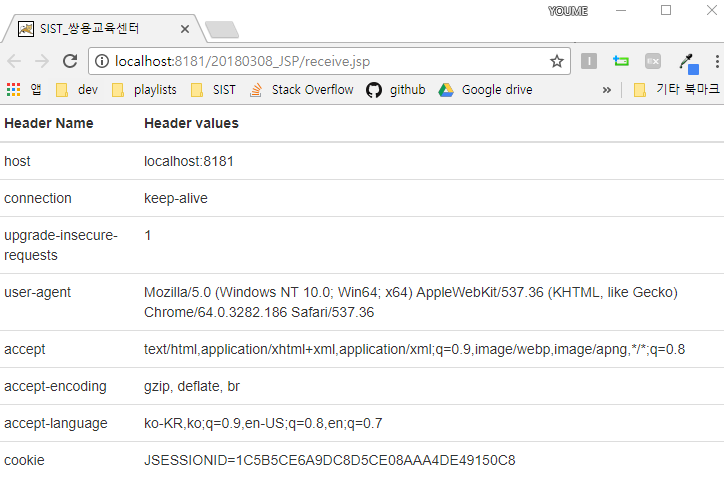 YOUME
SIST_쌍용교육센터
localhost:8181/20180308_JSP/receive.jsp
앱 dev playlists SIST Stack Overflow github Google drive » 기타 북마크
Header Name Header values
host localhost:8181
connection keep-alive
upgrade-insecure-
requests 1
user-agent Mozilla/5.0 (Windows NT 10.0; Win64; x64) AppleWebKit/537.36 (KHTML, like Gecko)
Chrome/64.0.3282.186 Safari/537.36
accept text/html,application/xhtml+xml,application/xml;q=0.9,image/webp,image/apng,*/*;q=0.8
accept-encoding gzip, deflate, br
accept-language ko-KR,ko;q=0.9,en-US;q=0.8,en;q=0.7
cookie JSESSIONID=1C5B5CE6A9DC8D5CE08AAA4DE49150C8